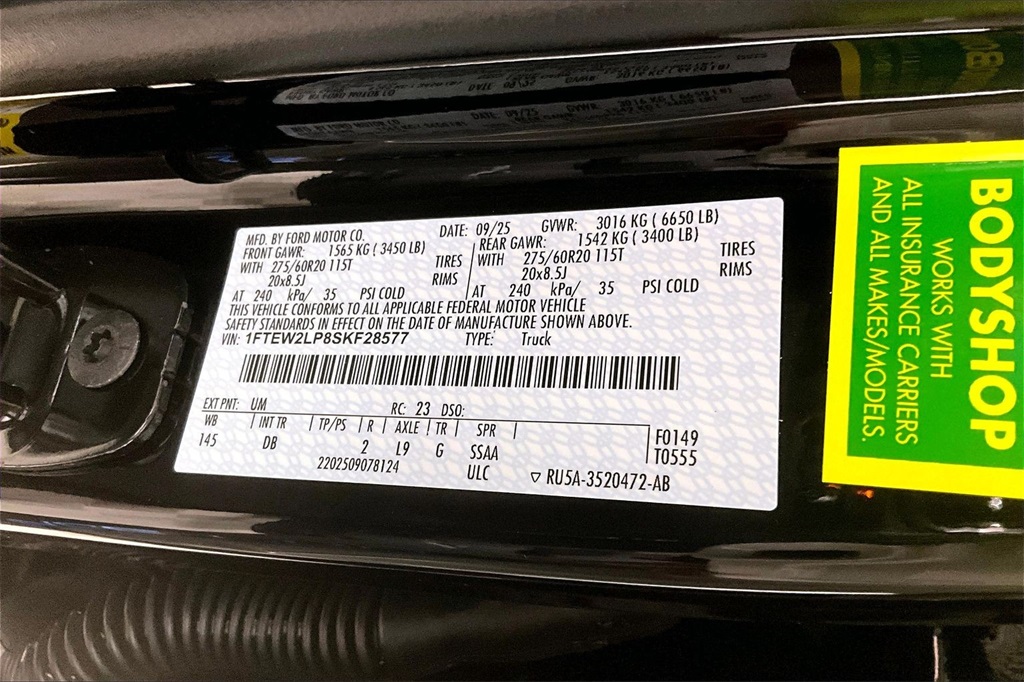 MFD. BY FORD MOTOR CO.
DATE: 09/25 GVWR: 3016 KG ( 6650 LB)
FRONT GAWR: 1565 KG ( 3450 LB)
WITH 275/60R20 115T TIRES
20x8.5J RIMS
AT 240 kPa/ 35 PSI COLD
REAR GAWR: 1542 KG ( 3400 LB)
WITH 275/60R20 115T TIRES
20x8.5J RIMS
AT 240 kPa/ 35 PSI COLD
THIS VEHICLE CONFORMS TO ALL APPLICABLE FEDERAL MOTOR VEHICLE
SAFETY STANDARDS IN EFFECT ON THE DATE OF MANUFACTURE SHOWN ABOVE.
VIN: 1FTEW2LP8SKF28577 TYPE: Truck
EXT PNT: UM RC: 23 DSO:
WB INT TR TP/PS R AXLE TR SPR
145 DB 2 L9 G SSAA
F0149
T0555
2202509078124 ULC ▽ RU5A-3520472-AB
BODYSHOP
WORKS WITH
ALL INSURANCE CARRIERS
AND ALL MAKES/MODELS.